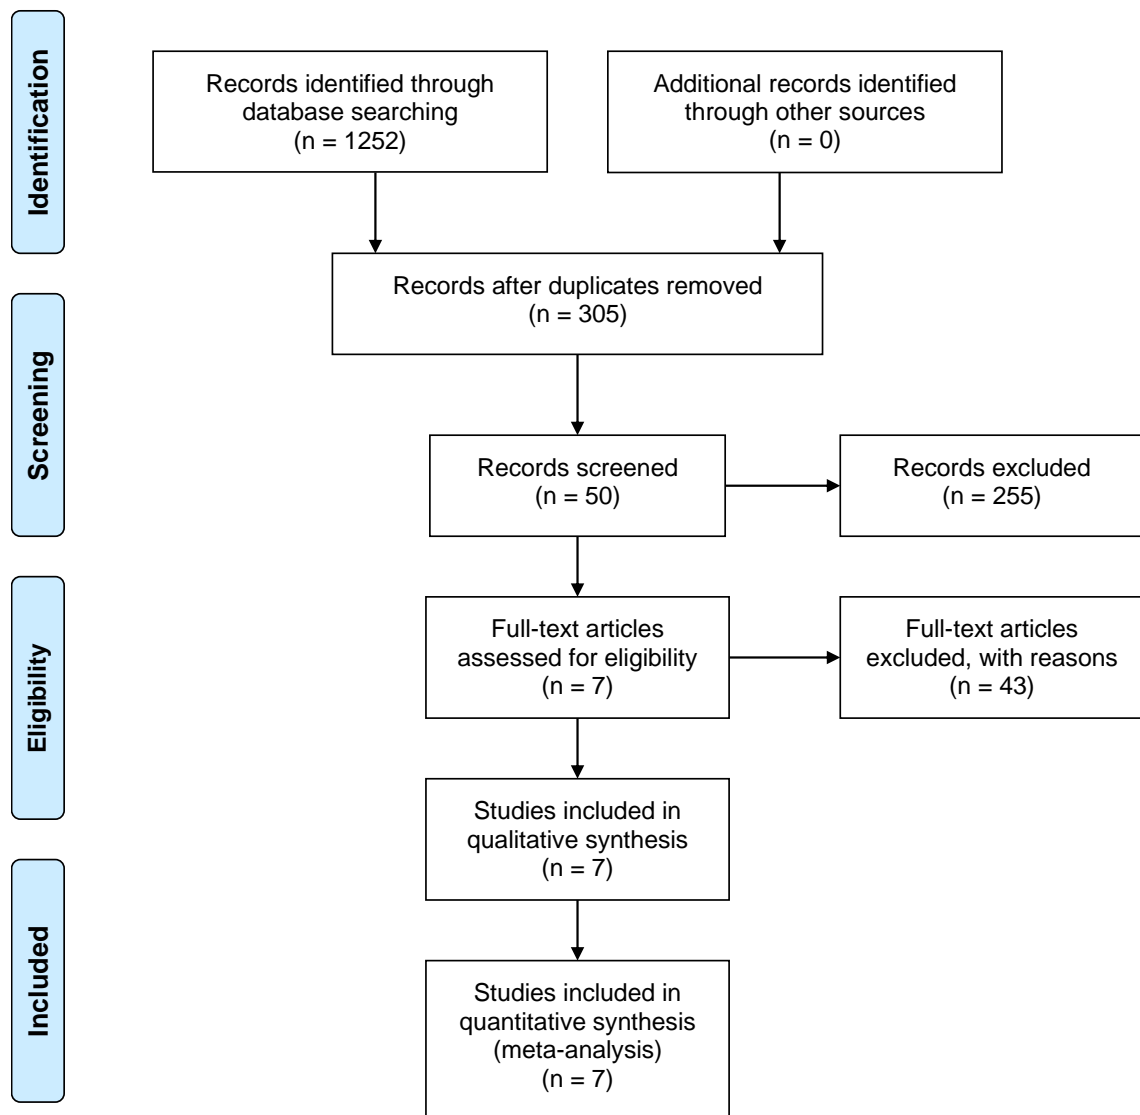 Identification
Records identified through
database searching
(n = 1252)
Additional records identified
through other sources
(n = 0)
Records after duplicates removed
(n = 305)
Screening
Records screened
(n = 50)
Records excluded
(n = 255)
Eligibility
Full-text articles
assessed for eligibility
(n = 7)
Full-text articles
excluded, with reasons
(n = 43)
Studies included in
qualitative synthesis
(n = 7)
Included
Studies included in
quantitative synthesis
(meta-analysis)
(n = 7)